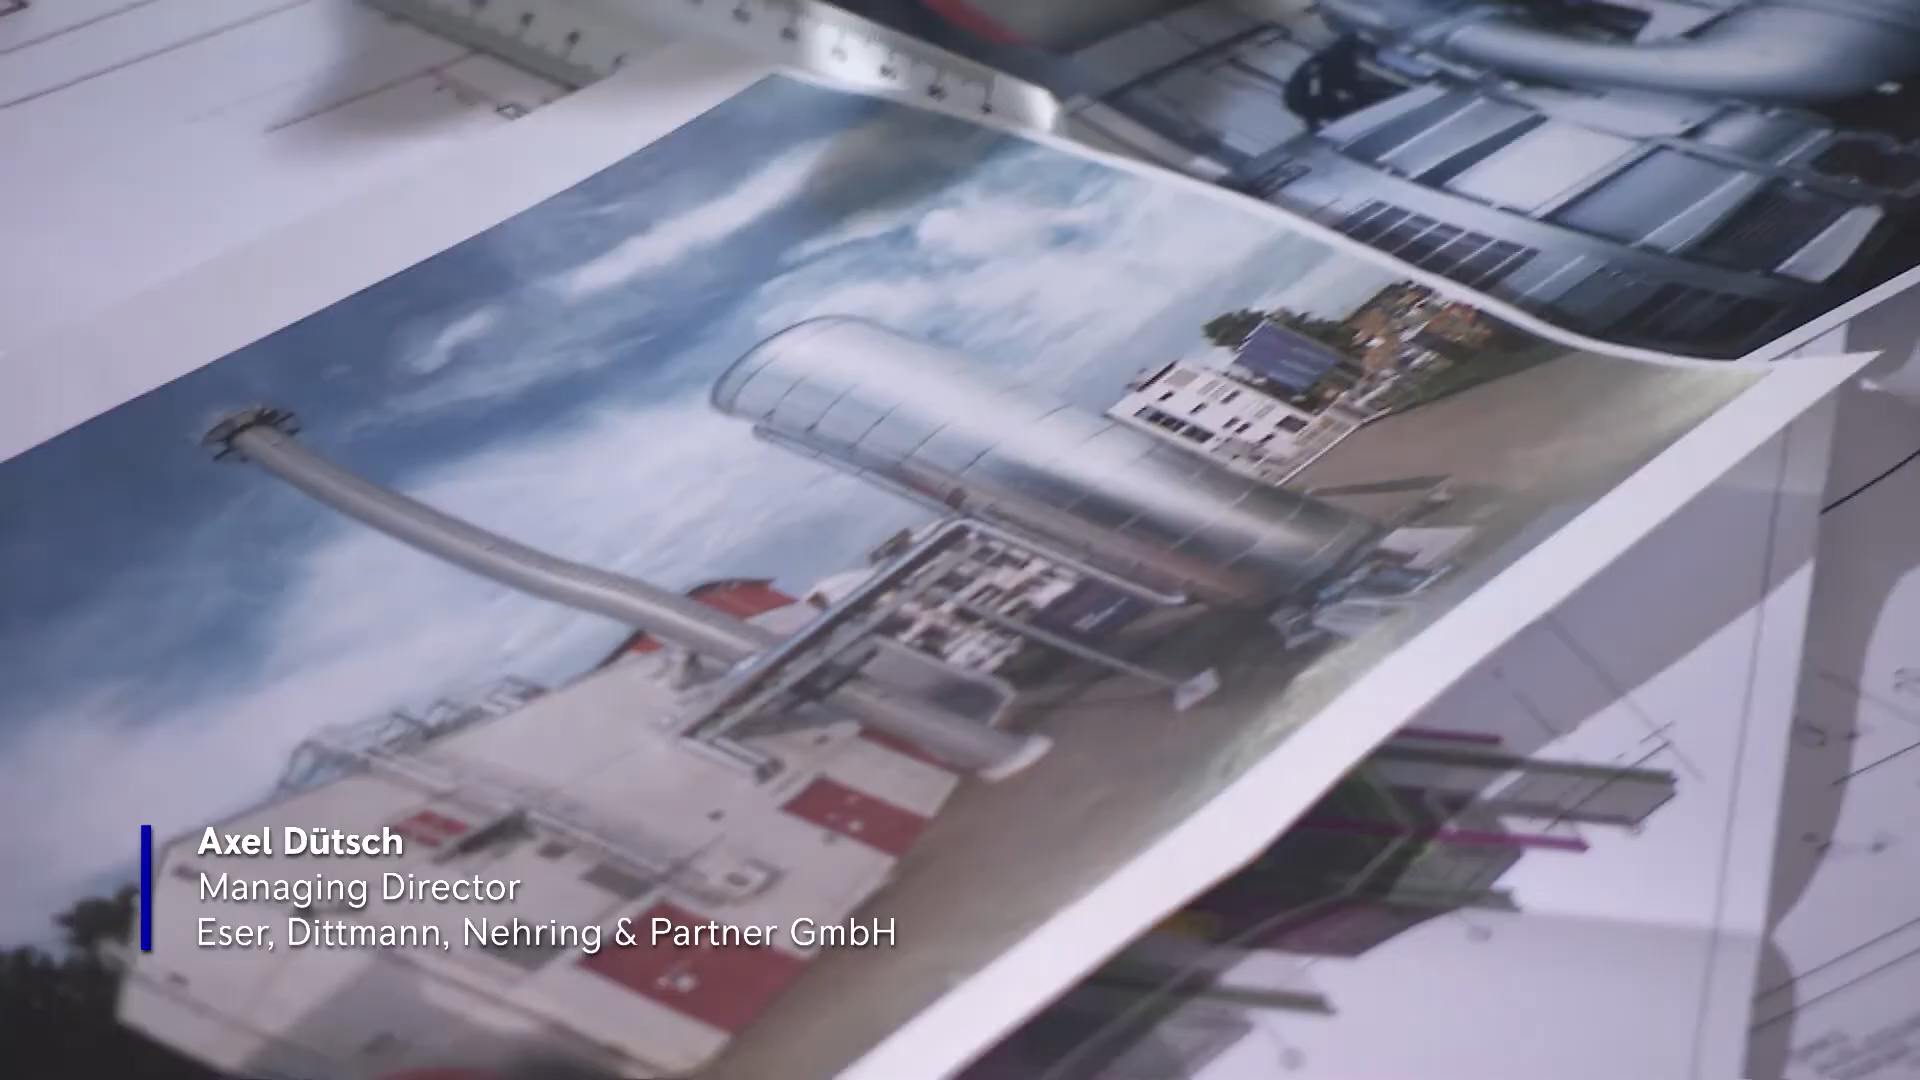 Axel Dütsch
Managing Director
Eser, Dittmann, Nehring & Partner GmbH